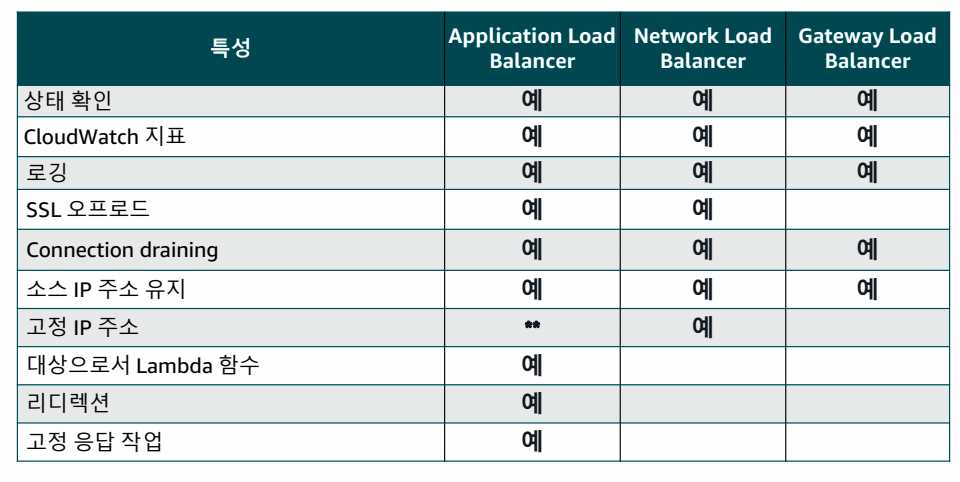 특성 Application Load Balancer Network Load Balancer Gateway Load Balancer
상태 확인 예 예 예
CloudWatch 지표 예 예 예
로깅 예 예 예
SSL 오프로드 예 예
Connection draining 예 예 예
소스 IP 주소 유지 예 예 예
고정 IP 주소 ** 예
대상으로서 Lambda 함수 예
리디렉션 예
고정 응답 작업 예